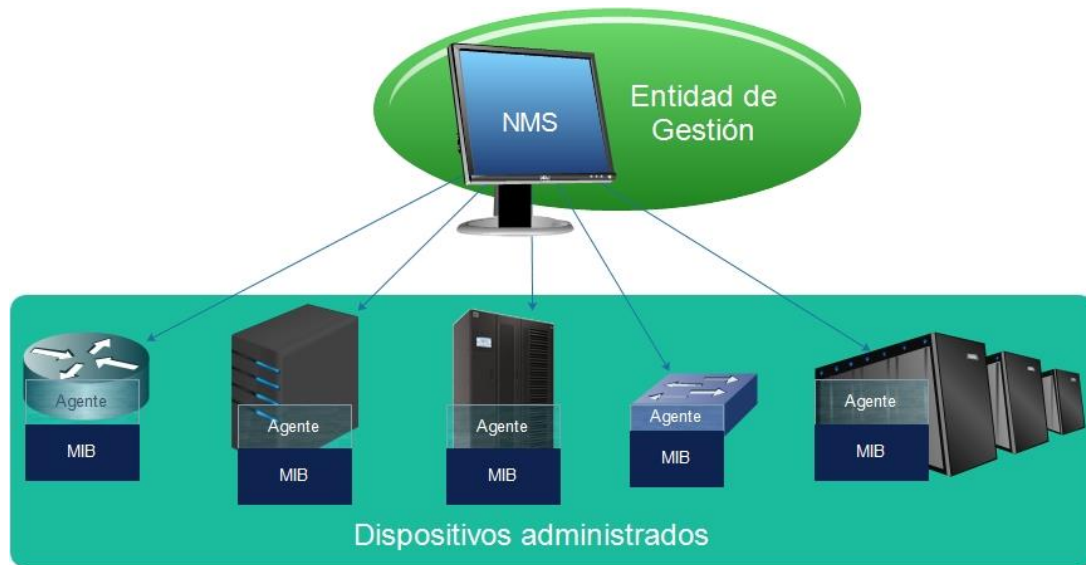 NMS
Entidad de
Gestión
Agente
MIB
Agente
MIB
Agente
MIB
Agente
MIB
Agente
MIB
Dispositivos administrados